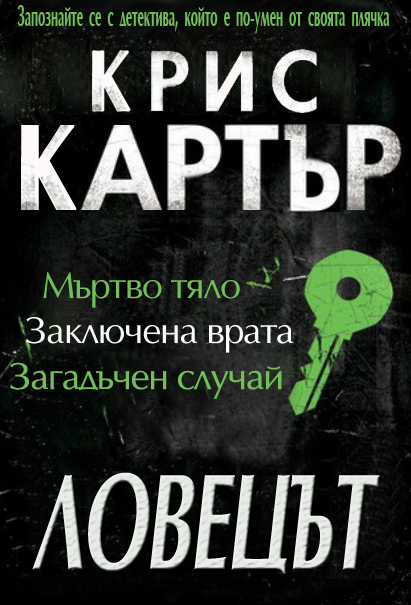 Запознайте се с детектива, който е по-умен от своята плячка
КРИС
КАРТЪР
Мъртво тяло
Заключена врата
Загадъчен случай
ЛОВЕЦЪТ